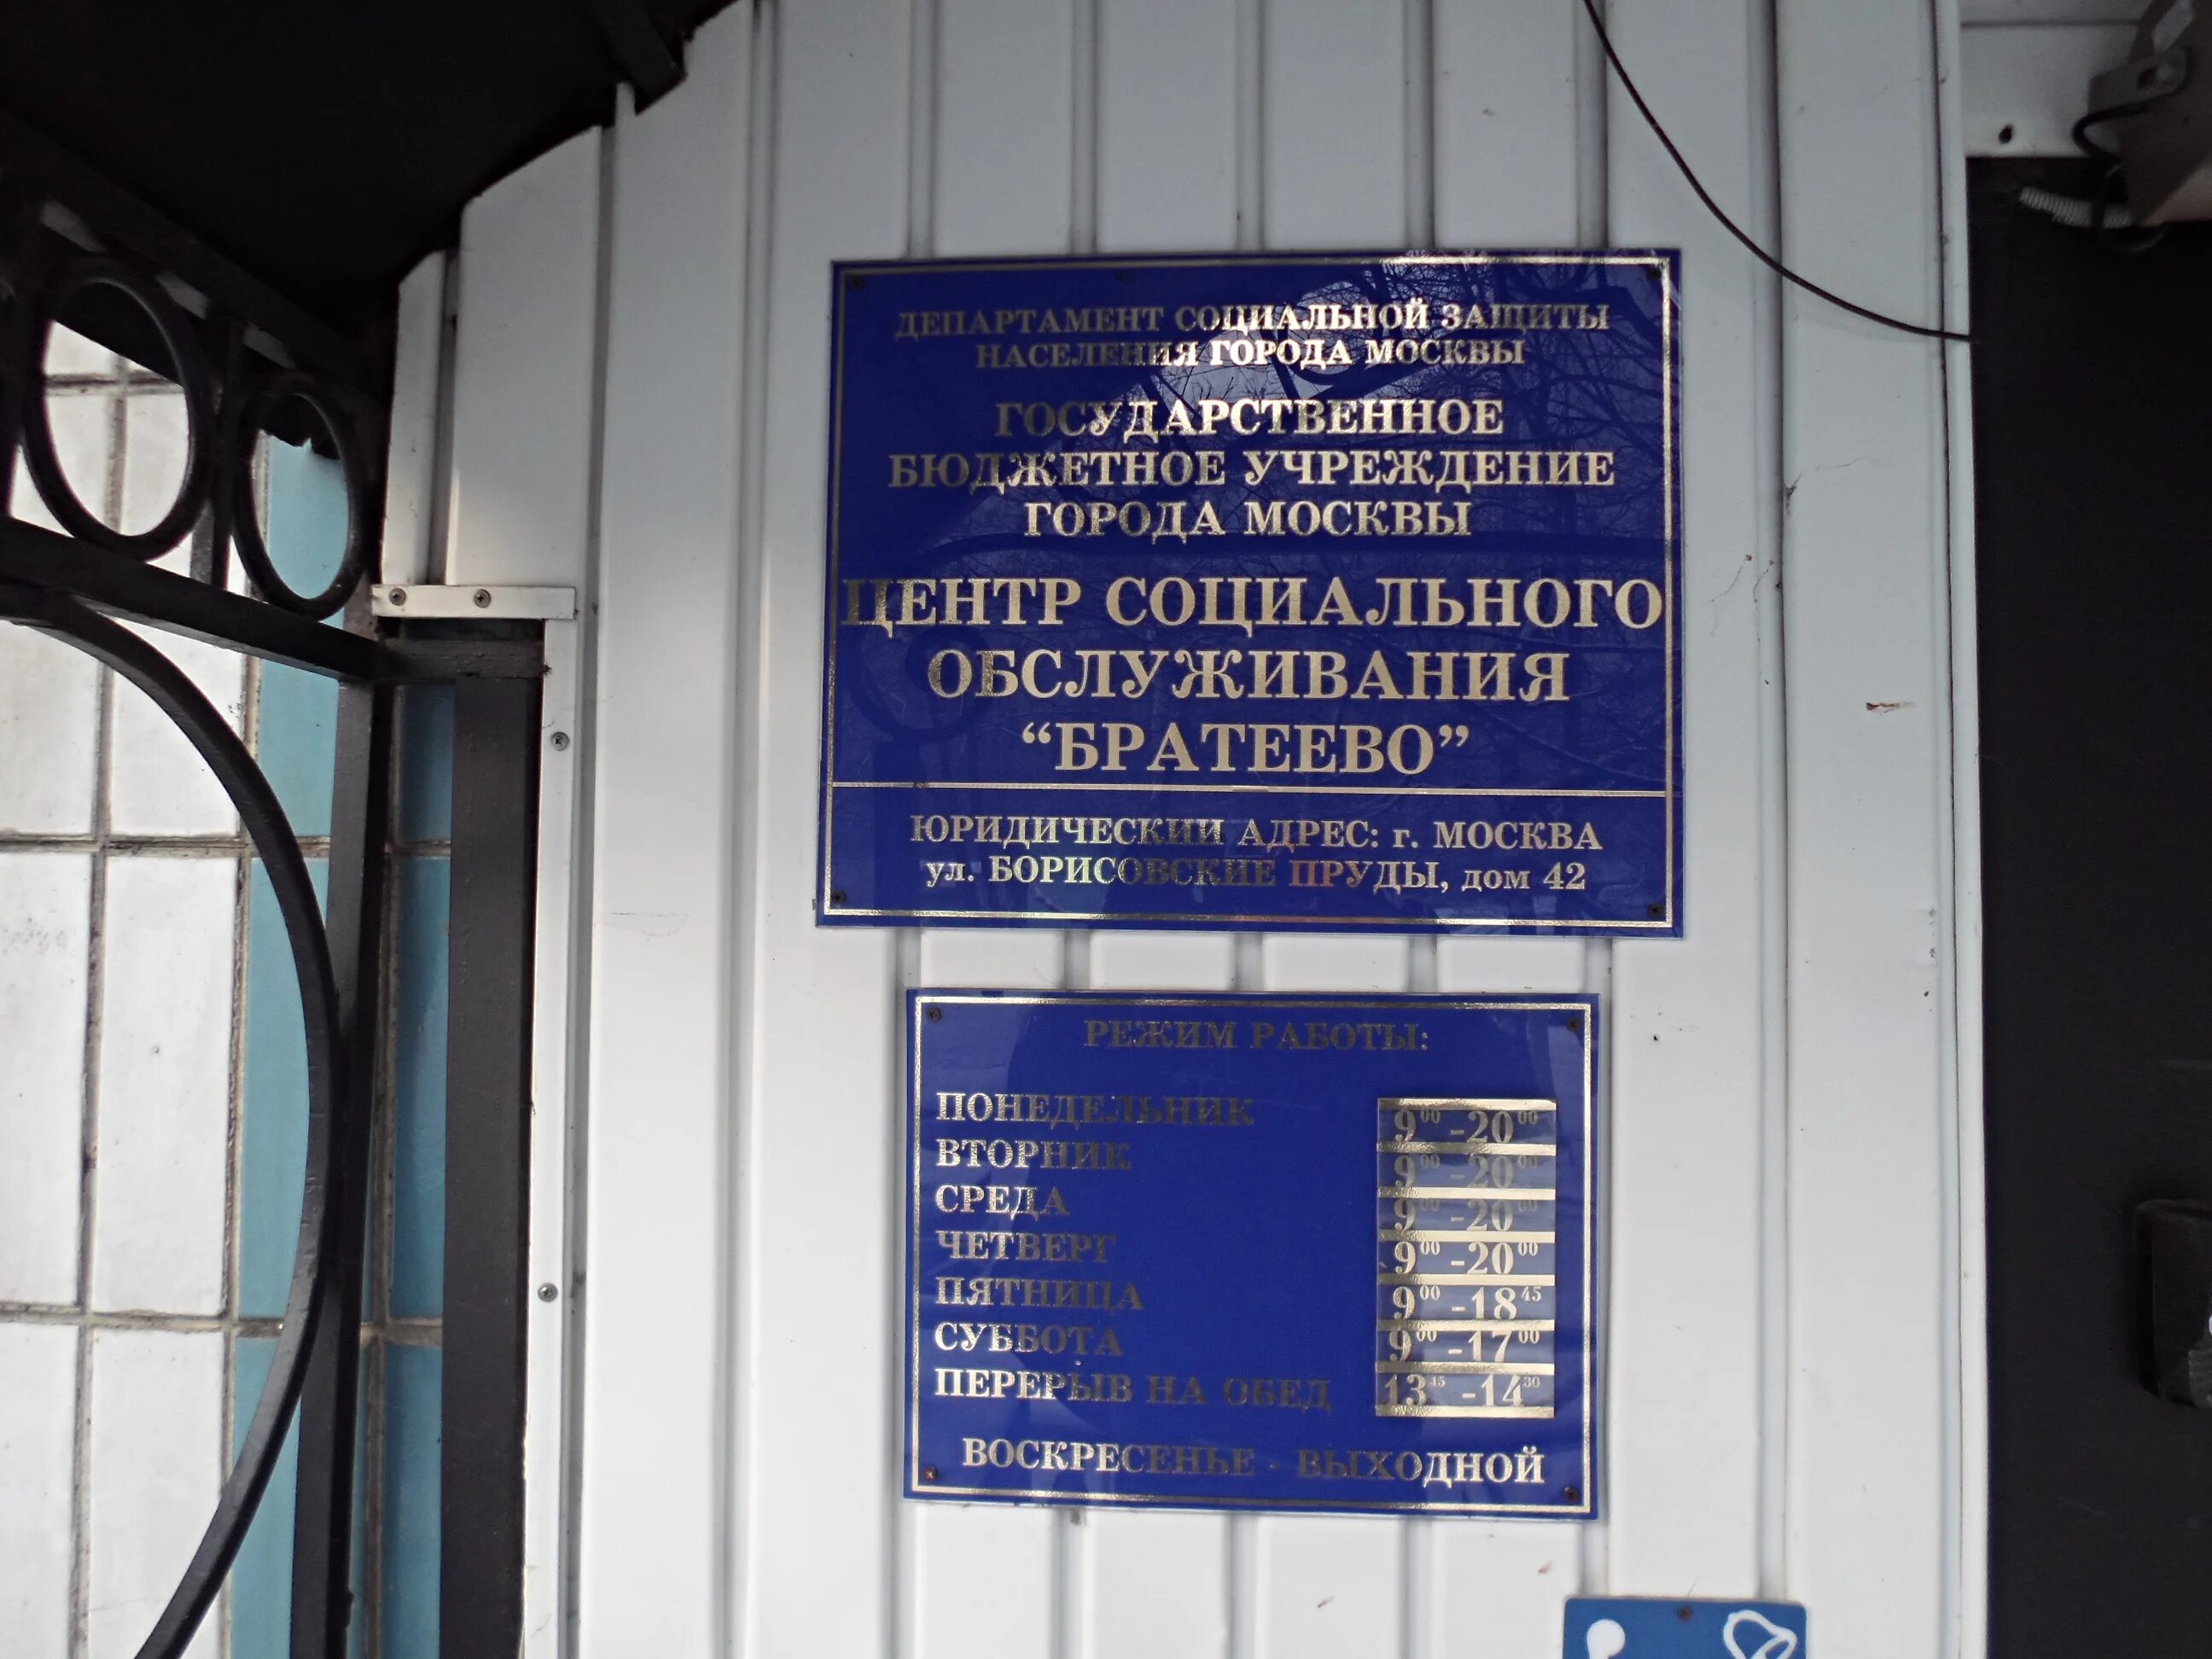 ДЕПАРТАМЕНТ СОЦИАЛЬНОЙ ЗАЩИТЫ
НАСЕЛЕНИЯ ГОРОДА МОСКВЫ
ГОСУДАРСТВЕННОЕ
БЮДЖЕТНОЕ УЧРЕЖДЕНИЕ
ГОРОДА МОСКВЫ
ЦЕНТР СОЦИАЛЬНОГО
ОБСЛУЖИВАНИЯ
“БРАТЕЕВО”
ЮРИДИЧЕСКИЙ АДРЕС: г. МОСКВА
ул. БОРИСОВСКИЕ ПРУДЫ, дом 42
РЕЖИМ РАБОТЫ:
ПОНЕДЕЛЬНИК 9⁰⁰ -20⁰⁰
ВТОРНИК 9⁰⁰ -20⁰⁰
СРЕДА 9⁰⁰ -20⁰⁰
ЧЕТВЕРГ 9⁰⁰ -20⁰⁰
ПЯТНИЦА 9⁰⁰ -18⁴⁵
СУББОТА 9⁰⁰ -17⁰⁰
ПЕРЕРЫВ НА ОБЕД 13⁴⁵ -14³⁰
ВОСКРЕСЕНЬЕ - ВЫХОДНОЙ